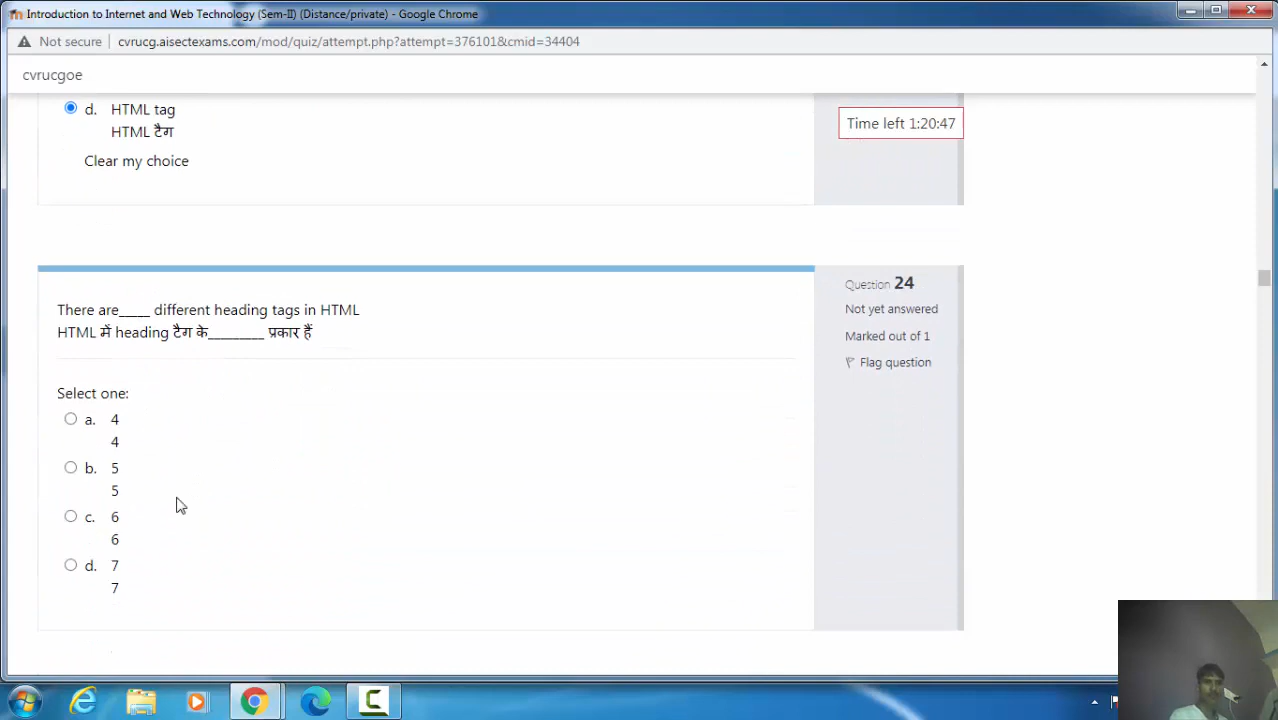 Introduction to Internet and Web Technology (Sem-II) (Distance/private) - Google Chrome
Not secure | cvrucg.aisectexams.com/mod/quiz/attempt.php?attempt=376101&cmid=34404
cvrucgoe
d. HTML tag
HTML टैग
Clear my choice
Time left 1:20:47
There are_____ different heading tags in HTML
HTML में heading टैग के_________ प्रकार हैं
Select one:
a. 4
4
b. 5
5
c. 6
6
d. 7
7
Question 24
Not yet answered
Marked out of 1
Flag question